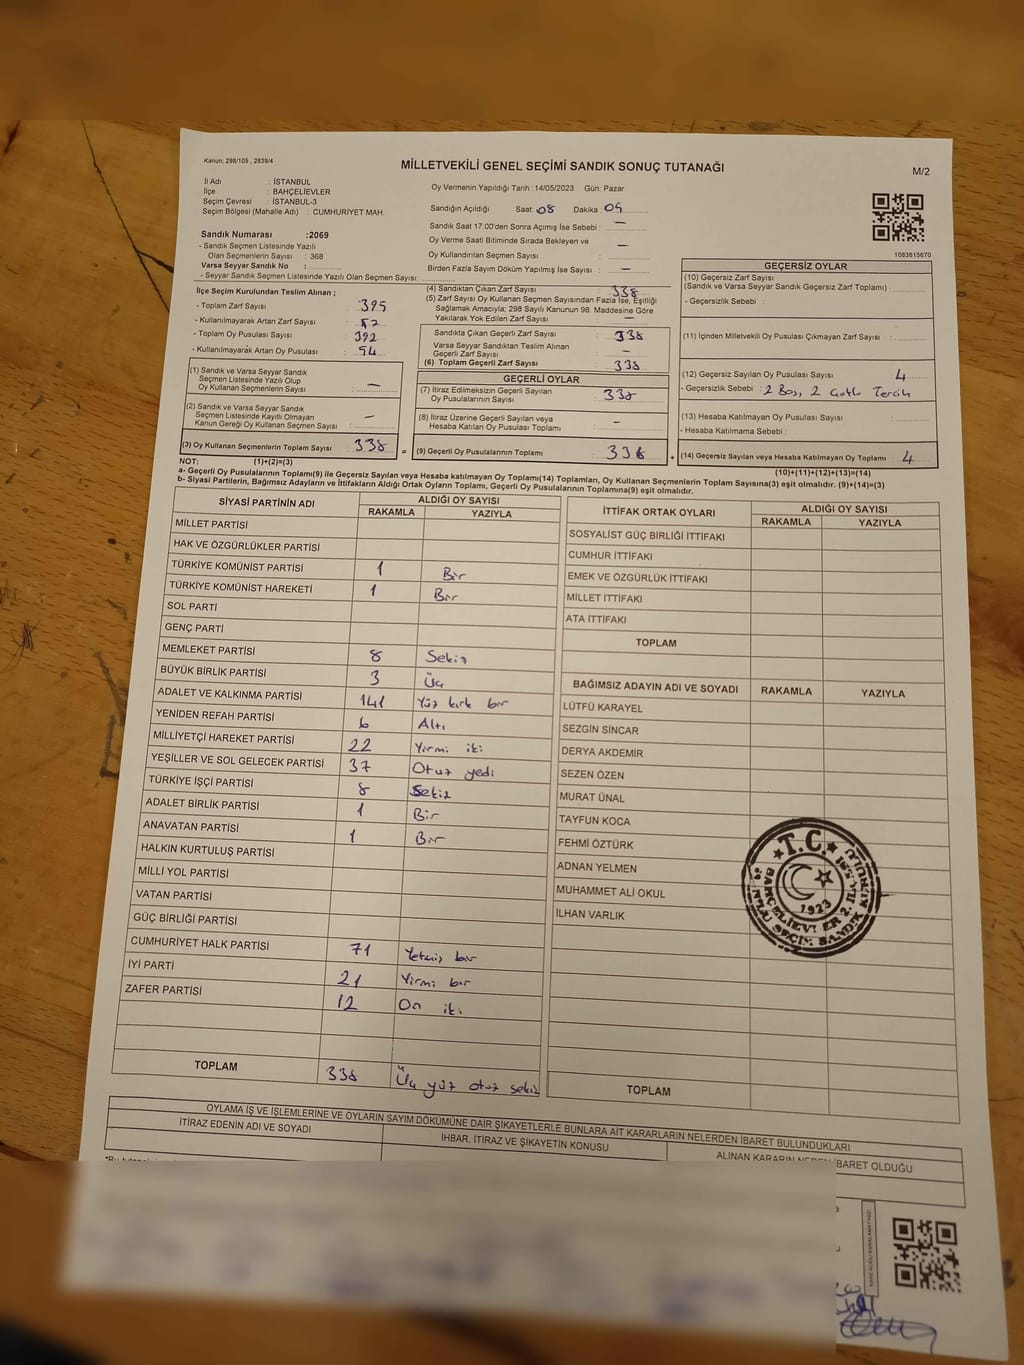 Kanun; 298/105 , 2839/4
MİLLETVEKİLİ GENEL SEÇİMİ SANDIK SONUÇ TUTANAĞI
M/2
İl Adı : İSTANBUL
İlçe : BAHÇELİEVLER
Seçim Çevresi : İSTANBUL-3
Seçim Bölgesi (Mahalle Adı) : CUMHURİYET MAH.
Oy Vermenin Yapıldığı Tarih : 14/05/2023 Gün: Pazar
Sandığın Açıldığı Saat: 08 Dakika : 05
Sandık Saat 17:00'den Sonra Açımış İse Sebebi : —
Oy Verme Saati Bitiminde Sırada Bekleyen ve
Oy Kullandırılan Seçmen Sayısı : —
Birden Fazla Sayım Döküm Yapılmış İse Sayısı : —
1083615670
Sandık Numarası :2069
- Sandık Seçmen Listesinde Yazılı
Olan Seçmenlerin Sayısı : 368
Varsa Seyyar Sandık No :
- Seyyar Sandık Seçmen Listesinde Yazılı Olan Seçmen Sayısı:
İlçe Seçim Kurulundan Teslim Alınan ;
- Toplam Zarf Sayısı : 395
- Kullanılmayarak Artan Zarf Sayısı : 57
- Toplam Oy Pusulası Sayısı : 392
- Kullanılmayarak Artan Oy Pusulası : 54
(1) Sandık ve Varsa Seyyar Sandık
Seçmen Listesinde Yazılı Olup
Oy Kullanan Seçmenlerin Sayısı : —
(2) Sandık ve Varsa Seyyar Sandık
Seçmen Listesinde Kayıtlı Olmayan
Kanun Gereği Oy Kullanan Seçmen Sayısı : —
(3) Oy Kullanan Seçmenlerin Toplam Sayısı 338
(4) Sandıktan Çıkan Zarf Sayısı : 338
(5) Zarf Sayısı Oy Kullanan Seçmen Sayısından Fazla İse, Eşitliği
Sağlamak Amacıyla; 298 Sayılı Kanunun 98. Maddesine Göre
Yakılarak Yok Edilen Zarf Sayısı : —
Sandıkta Çıkan Geçerli Zarf Sayısı : 338
Varsa Seyyar Sandıktan Teslim Alınan
Geçerli Zarf Sayısı : —
(6) Toplam Geçerli Zarf Sayısı : 338
GEÇERLİ OYLAR
(7) İtiraz Edilmeksizin Geçerli Sayılan
Oy Pusulalarının Sayısı : 338
(8) İtiraz Üzerine Geçerli Sayılan veya
Hesaba Katılan Oy Pusulası Toplamı : —
= (9) Geçerli Oy Pusulalarının Toplamı 338
GEÇERSİZ OYLAR
(10) Geçersiz Zarf Sayısı
(Sandık ve Varsa Seyyar Sandık Geçersiz Zarf Toplamı) :
- Geçersizlik Sebebi :
(11) İçinden Milletvekili Oy Pusulası Çıkmayan Zarf Sayısı :
(12) Geçersiz Sayılan Oy Pusulası Sayısı : 4
- Geçersizlik Sebebi : 2 Boş, 2 Tercih
(13) Hesaba Katılmayan Oy Pusulası Sayısı :
- Hesaba Katılmama Sebebi :
+ (14) Geçersiz Sayılan veya Hesaba Katılmayan Oy Toplamı : 4
NOT: (1)+(2)=(3)
(10)+(11)+(12)+(13)=(14)
a- Geçerli Oy Pusulalarının Toplamı(9) ile Geçersiz Sayılan veya Hesaba katılmayan Oy Toplamı(14) Toplamları, Oy Kullanan Seçmenlerin Toplam Sayısına(3) eşit olmalıdır. (9)+(14)=(3)
b- Siyasi Partilerin, Bağımsız Adayların ve İttifakların Aldığı Ortak Oyların Toplamı, Geçerli Oy Pusulalarının Toplamına(9) eşit olmalıdır.
SİYASİ PARTİNİN ADI ALDIĞI OY SAYISI
RAKAMLA YAZIYLA
MİLLET PARTİSİ
HAK VE ÖZGÜRLÜKLER PARTİSİ
TÜRKİYE KOMÜNİST PARTİSİ 1 Bir
TÜRKİYE KOMÜNİST HAREKETİ 1 Bir
SOL PARTİ
GENÇ PARTİ
MEMLEKET PARTİSİ 8 Sekiz
BÜYÜK BİRLİK PARTİSİ 3 Üç
ADALET VE KALKINMA PARTİSİ 141 Yüz kırk bir
YENİDEN REFAH PARTİSİ 6 Altı
MİLLİYETÇİ HAREKET PARTİSİ 22 Yirmi iki
YEŞİLLER VE SOL GELECEK PARTİSİ 37 Otuz yedi
TÜRKİYE İŞÇİ PARTİSİ 8 Sekiz
ADALET BİRLİK PARTİSİ 1 Bir
ANAVATAN PARTİSİ 1 Bir
HALKIN KURTULUŞ PARTİSİ
MİLLİ YOL PARTİSİ
VATAN PARTİSİ
GÜÇ BİRLİĞİ PARTİSİ
CUMHURİYET HALK PARTİSİ 71 Yetmiş bir
İYİ PARTİ 21 Yirmi bir
ZAFER PARTİSİ 12 On iki
TOPLAM 338 Üç yüz otuz sekiz
İTTİFAK ORTAK OYLARI ALDIĞI OY SAYISI
RAKAMLA YAZIYLA
SOSYALİST GÜÇ BİRLİĞİ İTTİFAKI
CUMHUR İTTİFAKI
EMEK VE ÖZGÜRLÜK İTTİFAKI
MİLLET İTTİFAKI
ATA İTTİFAKI
TOPLAM
BAĞIMSIZ ADAYIN ADI VE SOYADI RAKAMLA YAZIYLA
LÜTFÜ KARAYEL
SEZGİN SİNCAR
DERYA AKDEMİR
SEZEN ÖZEN
MURAT ÜNAL
TAYFUN KOCA
FEHMİ ÖZTÜRK
ADNAN YELMEN
MUHAMMET ALİ OKUL
İLHAN VARLIK
T.C.
1923
TOPLAM
OYLAMA İŞ VE İŞLEMLERİNE VE OYLARIN SAYIM DÖKÜMÜNE DAİR ŞİKAYETLERLE BUNLARA AİT KARARLARIN NELERDEN İBARET BULUNDUKLARI
İTİRAZ EDENİN ADI VE SOYADI
İHBAR, İTİRAZ VE ŞİKAYETİN KONUSU
ALINAN KARARIN NEDEN İBARET OLDUĞU